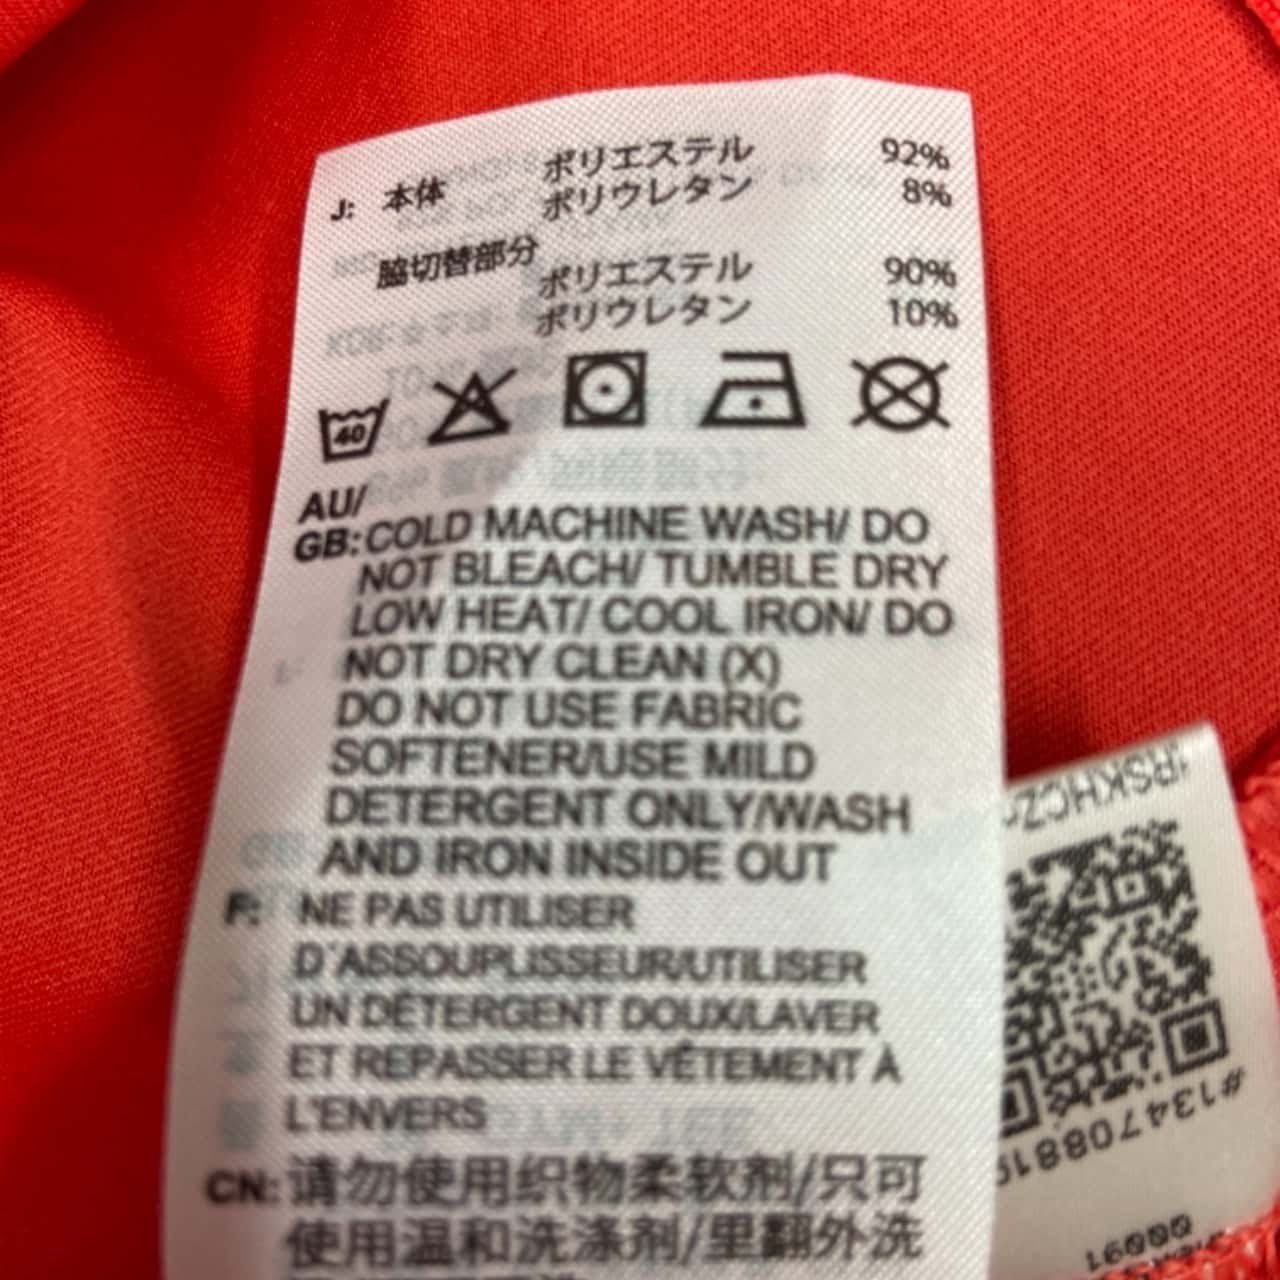 J: 本体 ポリエステル 92%
ポリウレタン 8%
脇切替部分
ポリエステル 90%
ポリウレタン 10%
40
AU/
GB: COLD MACHINE WASH/ DO
NOT BLEACH/ TUMBLE DRY
LOW HEAT/ COOL IRON/ DO
NOT DRY CLEAN (X)
DO NOT USE FABRIC
SOFTENER/USE MILD
DETERGENT ONLY/WASH
AND IRON INSIDE OUT
F: NE PAS UTILISER
D'ASSOUPLISSEUR/UTILISER
UN DÉTERGENT DOUX/LAVER
ET REPASSER LE VÊTEMENT À
L'ENVERS
CN: 请勿使用织物柔软剂/只可
使用温和洗涤剂/里翻外洗